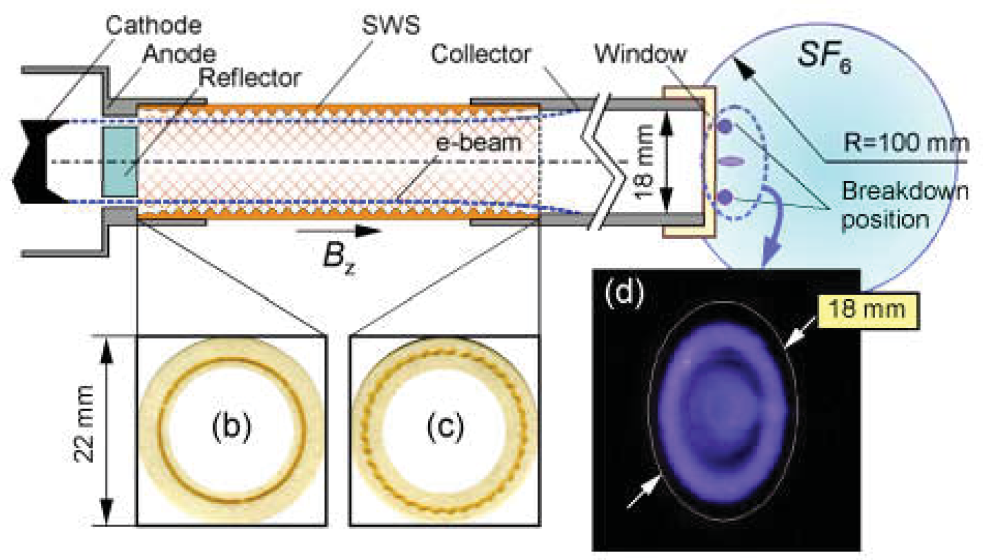 Cathode
Anode
Reflector
SWS
Collector
Window
SF6
e-beam
18 mm
R=100 mm
Breakdown
position
Bz
(d)
18 mm
22 mm
(b)
(c)